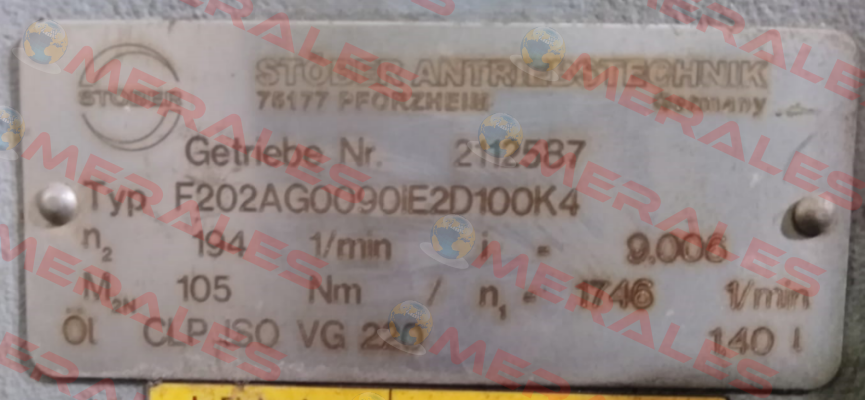 STÖBER
STÖBER ANTRIEBSTECHNIK
75177 PFORZHEIM Germany
Getriebe Nr. 2112587
Typ F202AG0090IE2D100K4
n2 194 1/min i = 9,006
M2N 105 Nm / n1 = 1746 1/min
Öl CLP ISO VG 220 1,40 l
MERALES